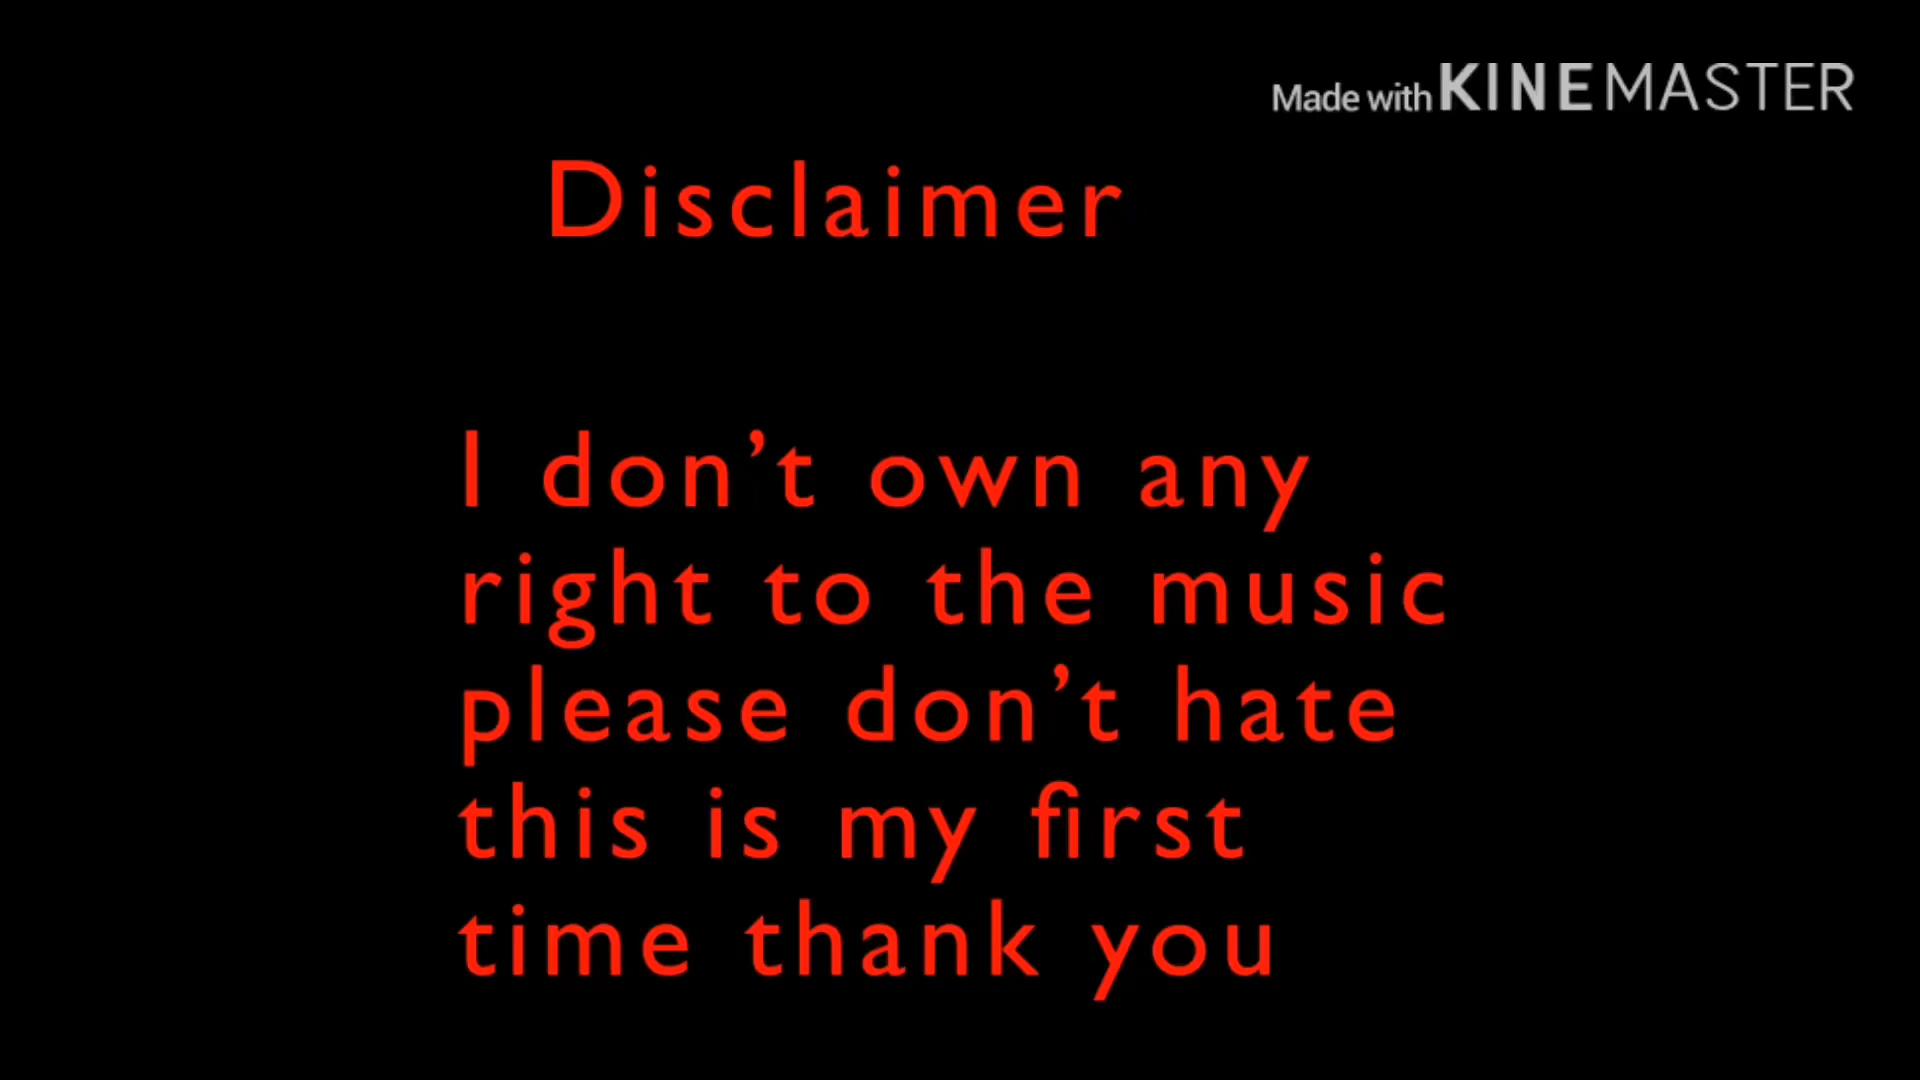 Made with KINEMASTER
Disclaimer
I don’t own any
right to the music
please don’t hate
this is my first
time thank you